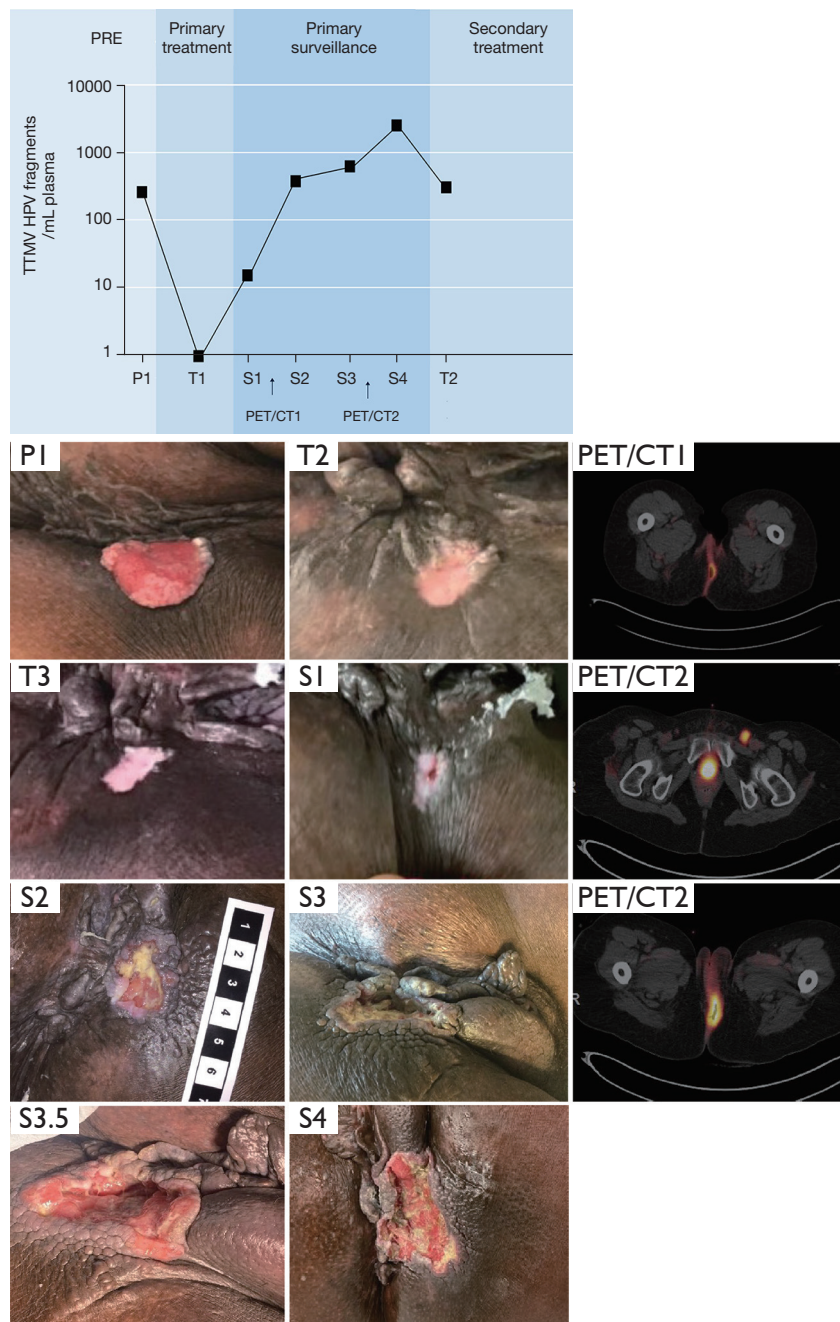 PRE
Primary
treatment
Primary
surveillance
Secondary
treatment
TTMV HPV fragments
/mL plasma
10000
1000
100
10
1
P1
T1
S1
S2
S3
S4
T2
PET/CT1
PET/CT2
P1
T2
PET/CT1
T3
S1
PET/CT2
R
S2
1
2
3
4
5
6
S3
PET/CT2
R
S3.5
S4